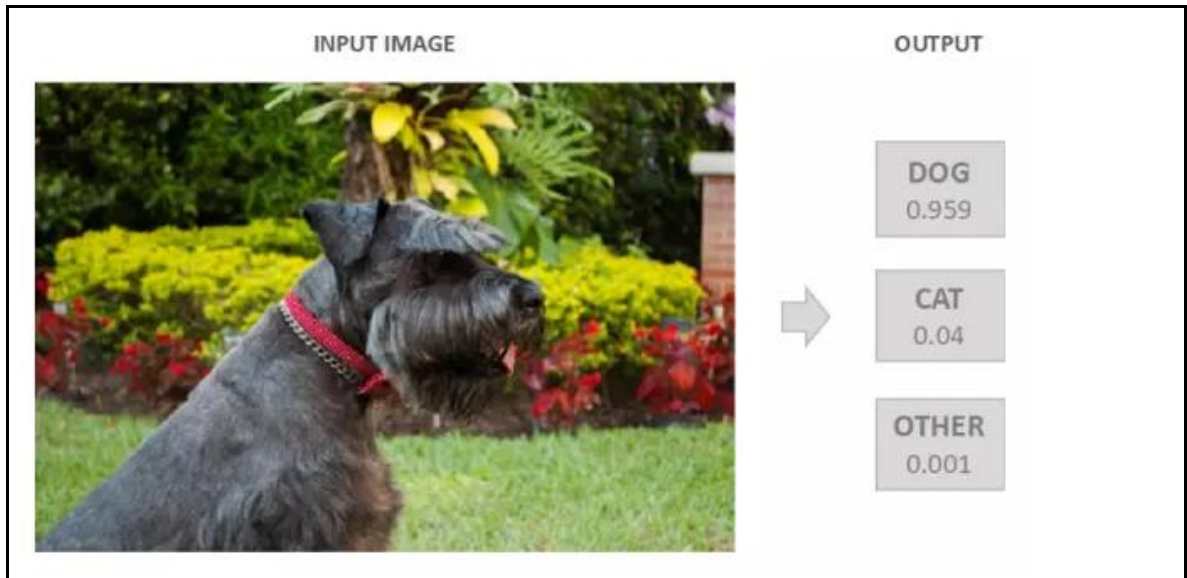 INPUT IMAGE
OUTPUT
DOG
0.959
CAT
0.04
OTHER
0.001